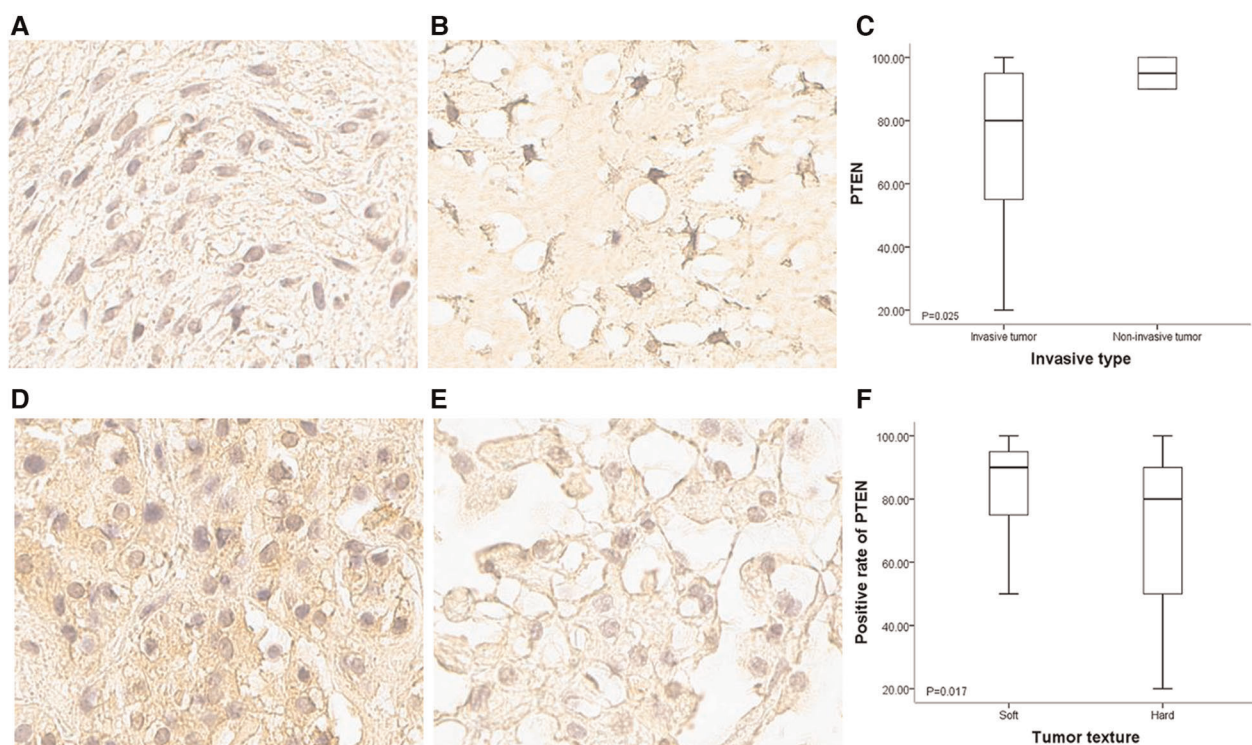 A
B
C
100.00
80.00
60.00
40.00
20.00
PTEN
P=0.025
Invasive tumor
Non-invasive tumor
Invasive type
D
E
F
100.00
80.00
60.00
40.00
20.00
Positive rate of PTEN
P=0.017
Soft
Hard
Tumor texture